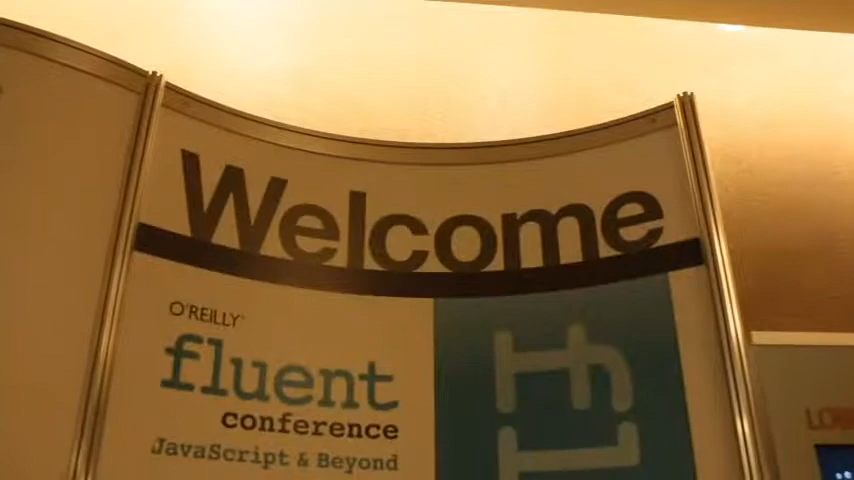 Welcome
O'REILLY
fluent
conference
JavaScript & Beyond